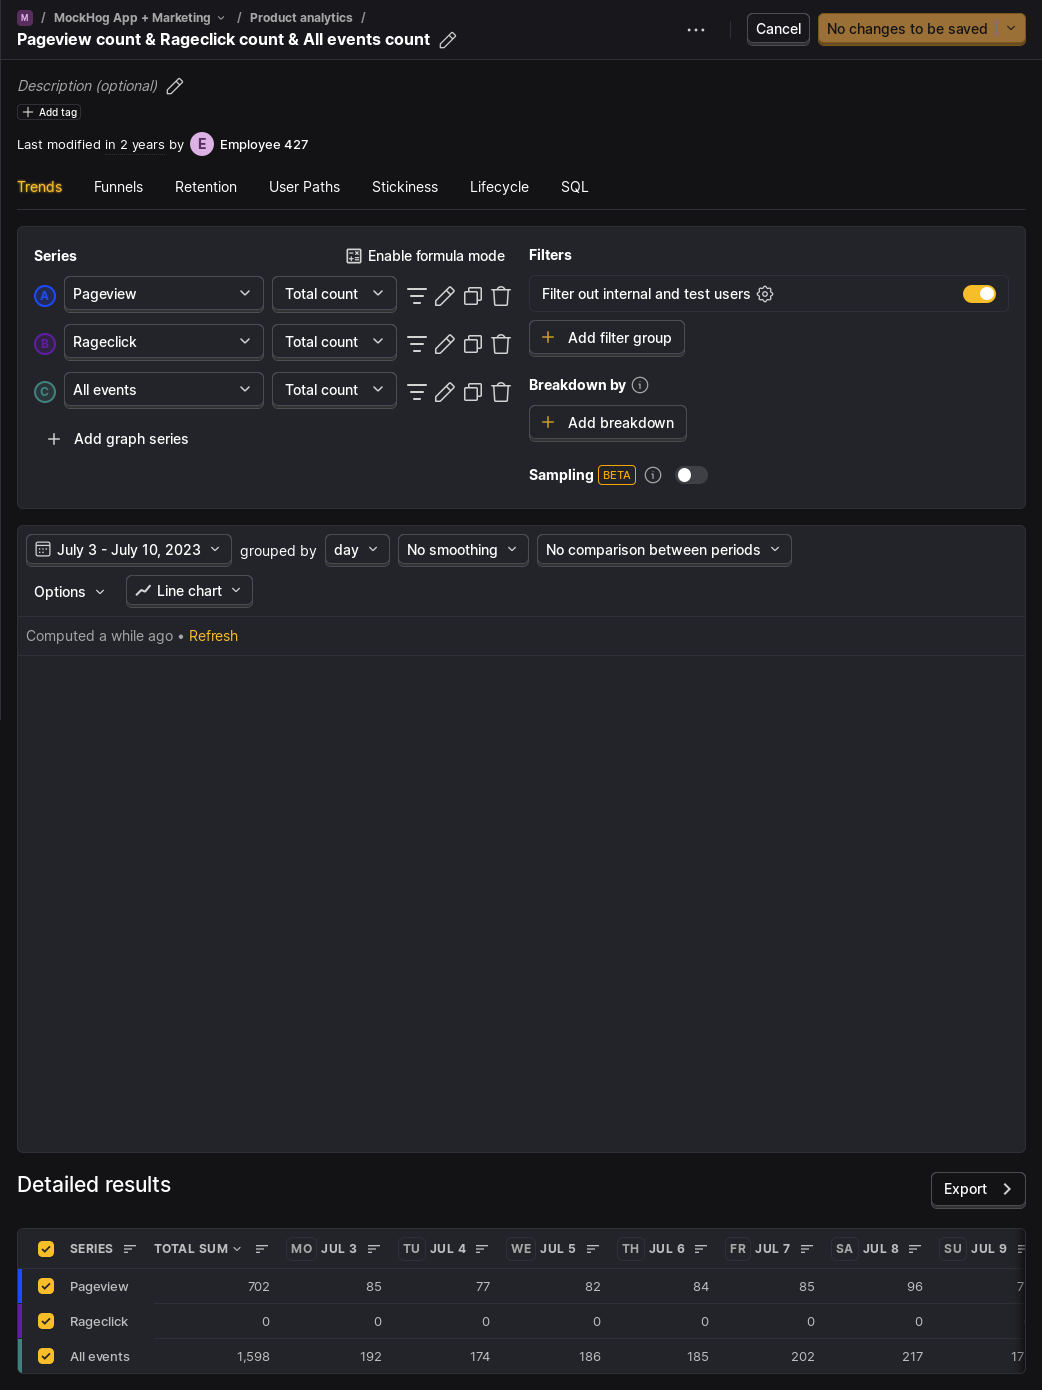 M / MockHog App + Marketing / Product analytics /
Pageview count & Rageclick count & All events count
Cancel
No changes to be saved
Description (optional)
Add tag
Last modified in 2 years by E Employee 427
Trends Funnels Retention User Paths Stickiness Lifecycle SQL
Series
Enable formula mode
A Pageview Total count
B Rageclick Total count
C All events Total count
Add graph series
Filters
Filter out internal and test users
Add filter group
Breakdown by
Add breakdown
Sampling BETA
July 3 - July 10, 2023 grouped by day No smoothing No comparison between periods
Options Line chart
Computed a while ago • Refresh
Detailed results
Export
SERIES TOTAL SUM MO JUL 3 TU JUL 4 WE JUL 5 TH JUL 6 FR JUL 7 SA JUL 8 SU JUL 9
Pageview 702 85 77 82 84 85 96
Rageclick 0 0 0 0 0 0 0
All events 1,598 192 174 186 185 202 217